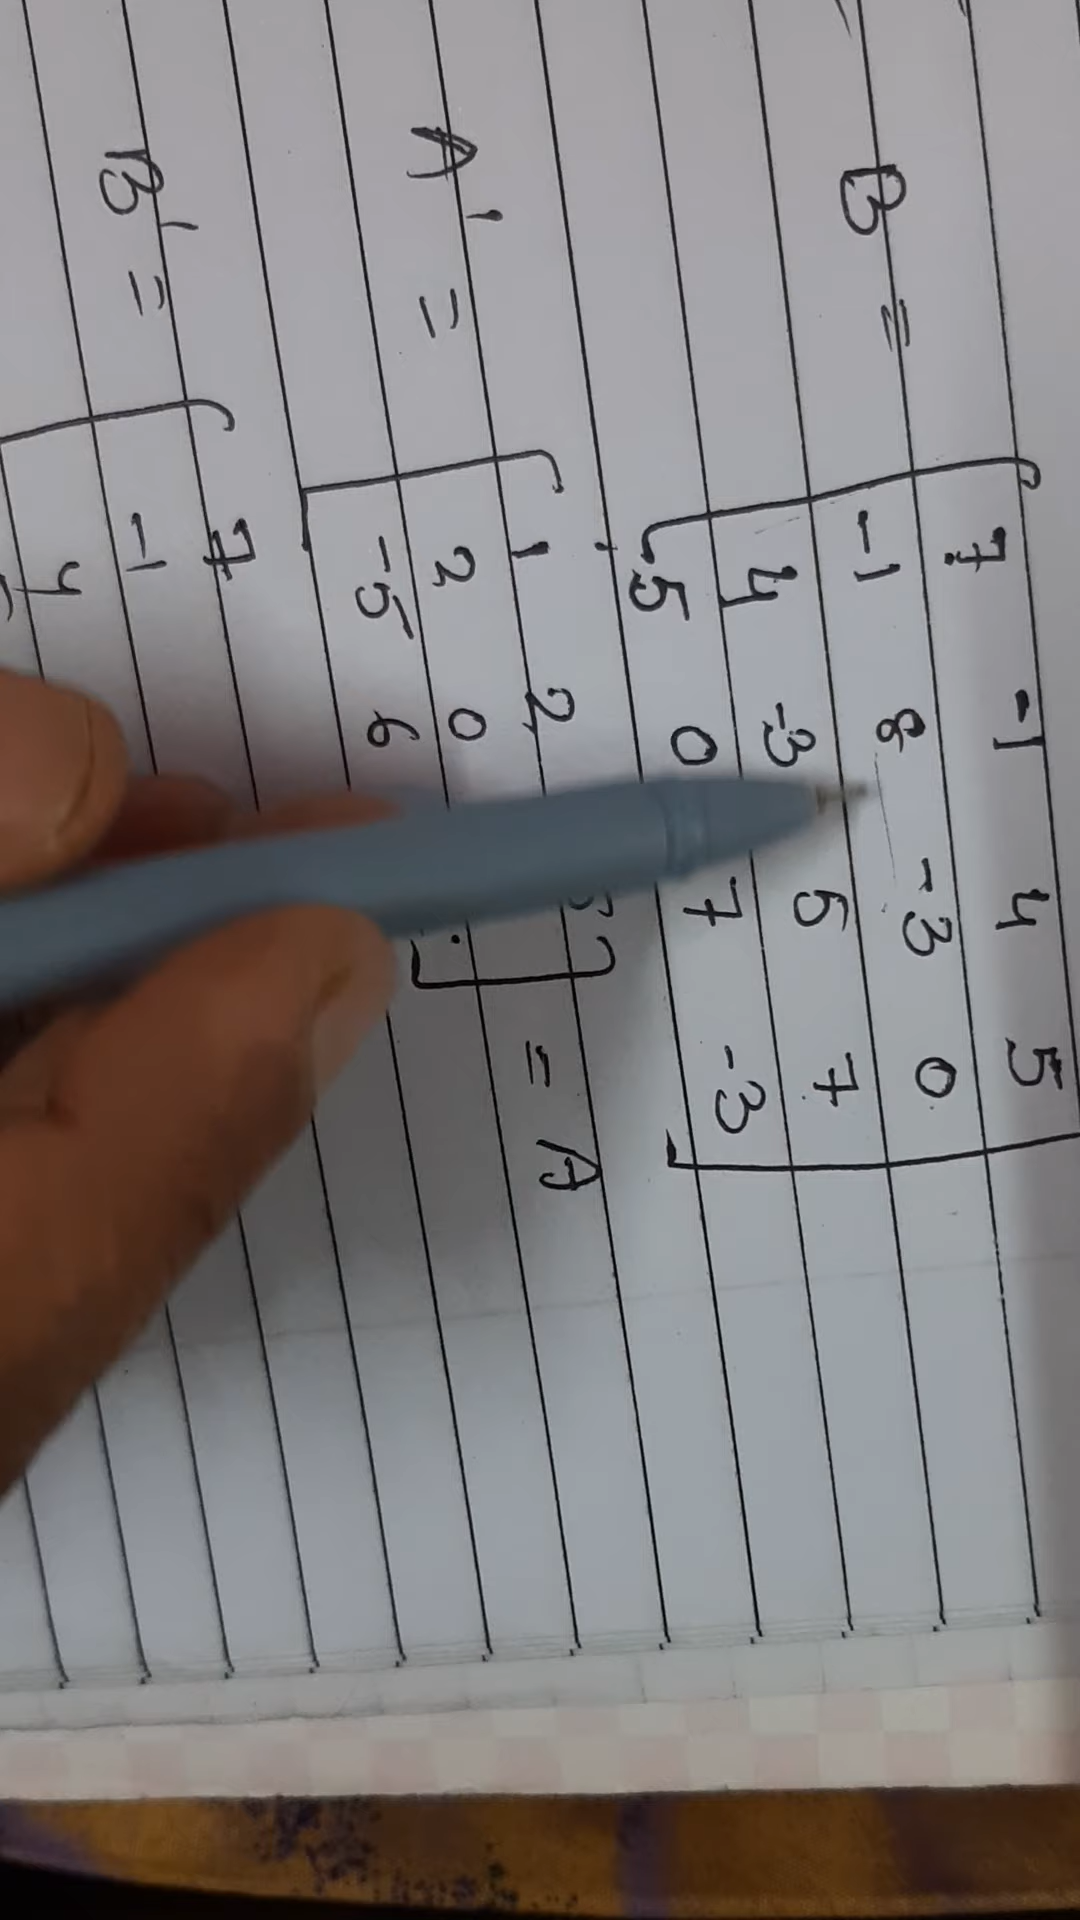 B = [ 7 -1 4 5
-1 8 -3 0
4 -3 6 7
5 0 7 -3 ]
A' = [ 1 2
2 0
-5 6 ] = A
B' = [ 7
-1
4